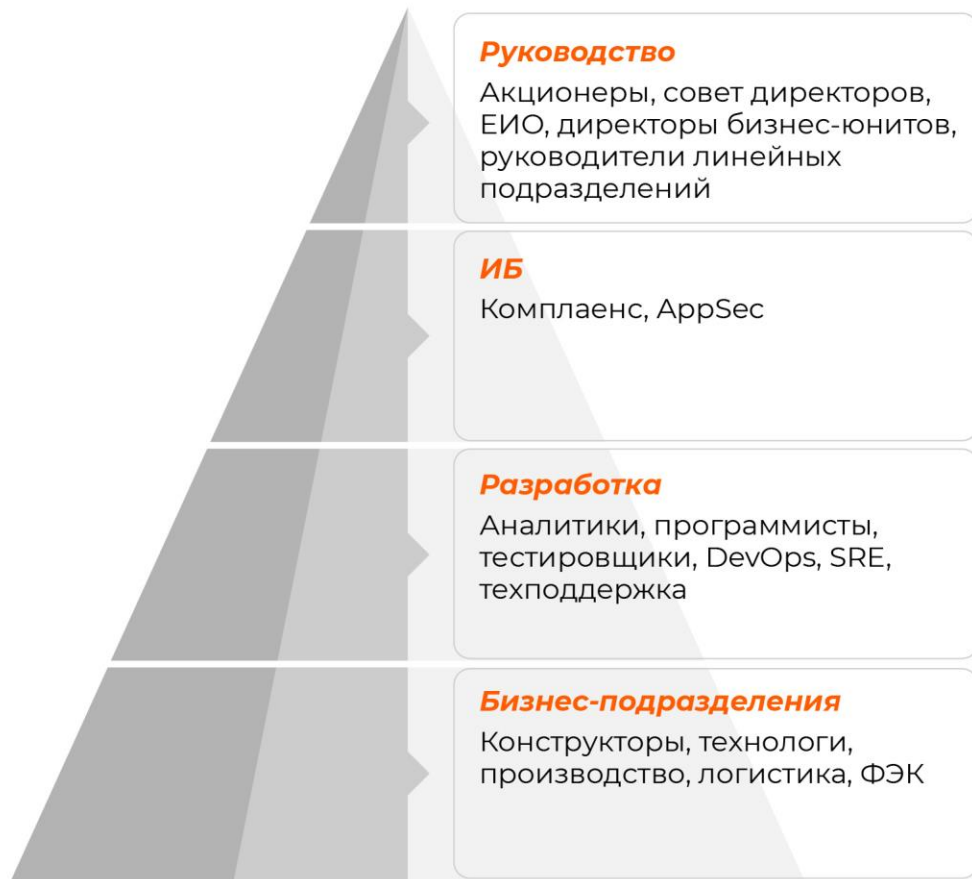 Руководство
Акционеры, совет директоров,
ЕИО, директоры бизнес-юнитов,
руководители линейных
подразделений
ИБ
Комплаенс, AppSec
Разработка
Аналитики, программисты,
тестировщики, DevOps, SRE,
техподдержка
Бизнес-подразделения
Конструкторы, технологи,
производство, логистика, ФЭК